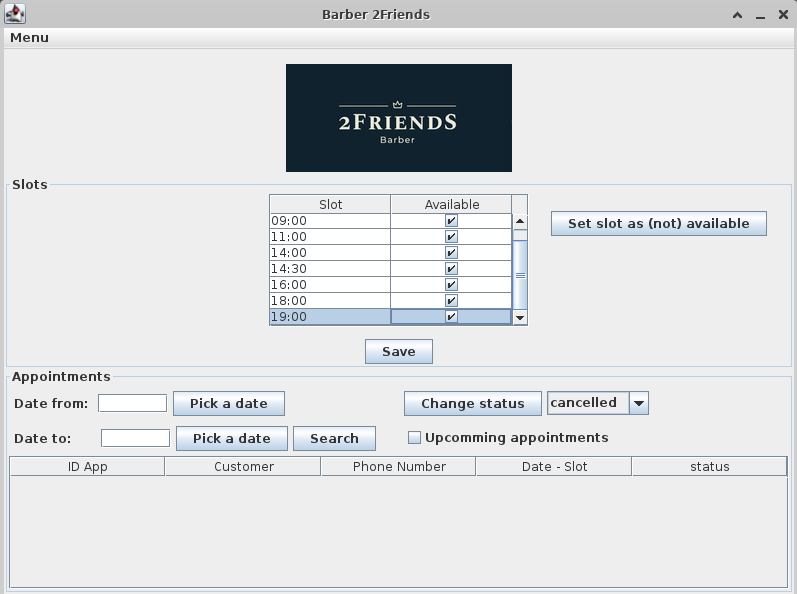 Barber 2Friends
Menu
2FRIENDS
Barber
Slots
Slot Available
09:00
11:00
14:00
14:30
16:00
18:00
19:00
Set slot as (not) available
Save
Appointments
Date from: Pick a date Change status cancelled
Date to: Pick a date Search Upcomming appointments
ID App Customer Phone Number Date - Slot status